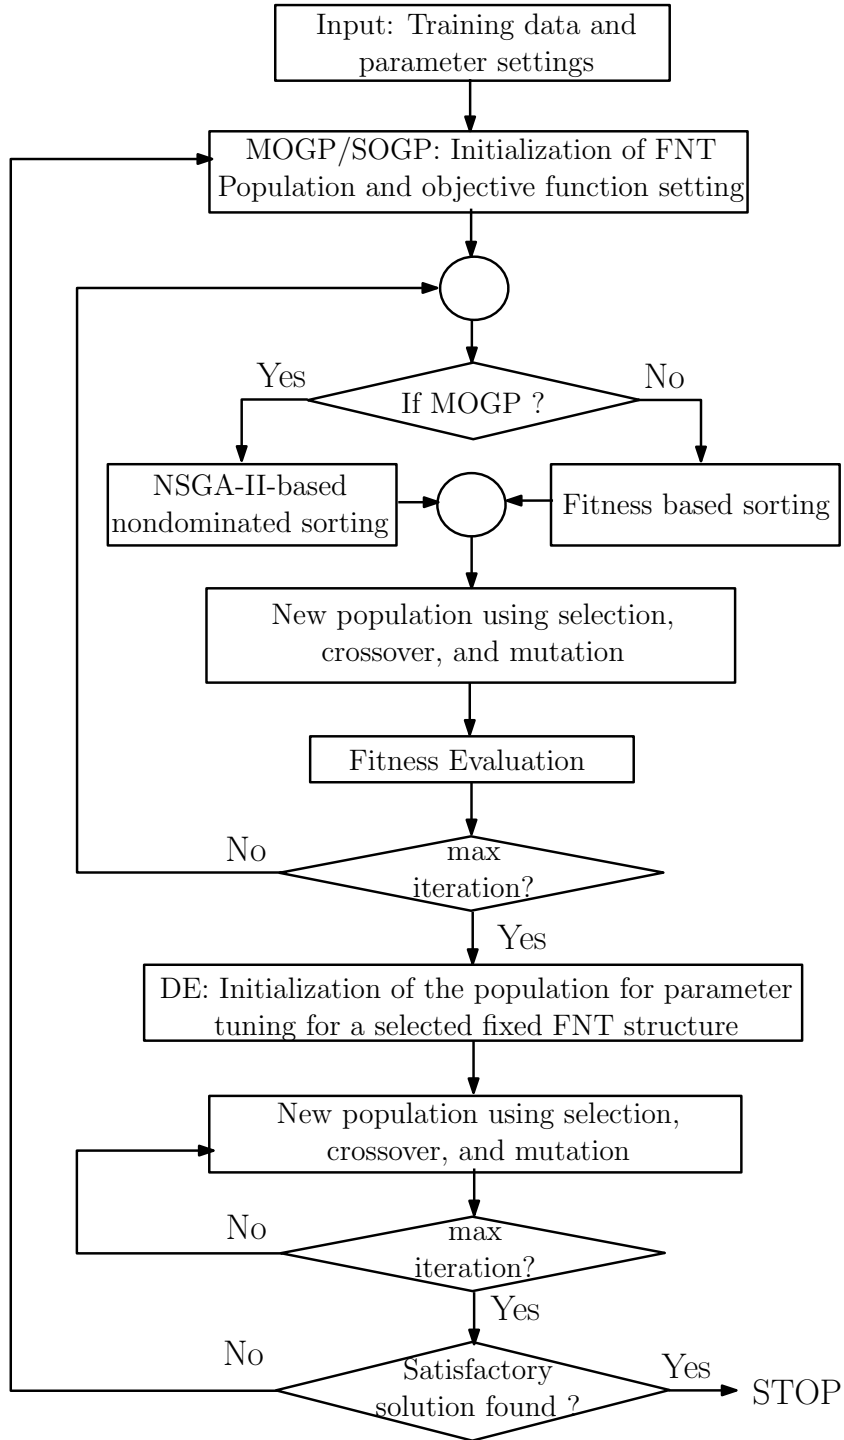 Input: Training data and
parameter settings
MOGP/SOGP: Initialization of FNT
Population and objective function setting
Yes
No
If MOGP ?
NSGA-II-based
nondominated sorting
Fitness based sorting
New population using selection,
crossover, and mutation
Fitness Evaluation
No
max
iteration?
Yes
DE: Initialization of the population for parameter
tuning for a selected fixed FNT structure
New population using selection,
crossover, and mutation
No
max
iteration?
Yes
No
Satisfactory
solution found ?
Yes
STOP